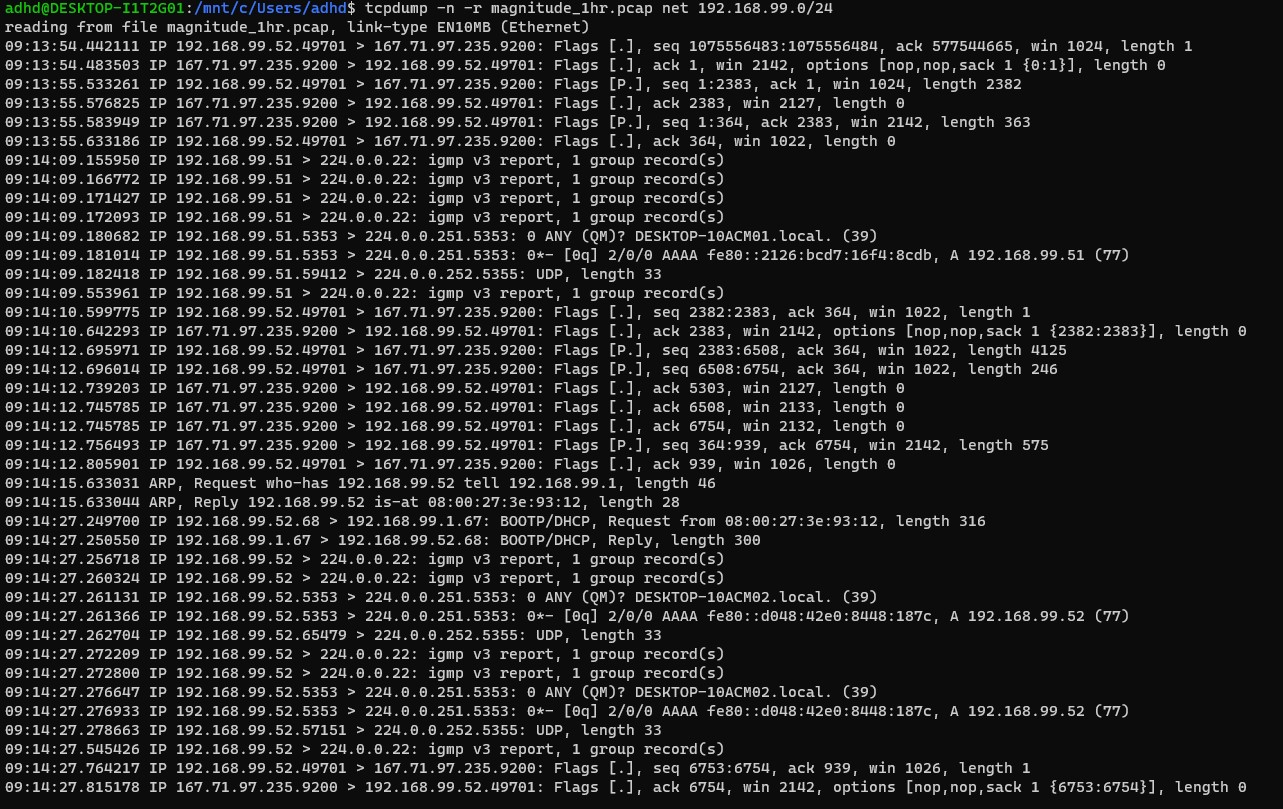 adhd@DESKTOP-I1T2G01:/mnt/c/Users/adhd$ tcpdump -n -r magnitude_1hr.pcap net 192.168.99.0/24
reading from file magnitude_1hr.pcap, link-type EN10MB (Ethernet)
09:13:54.442111 IP 192.168.99.52.49701 > 167.71.97.235.9200: Flags [.], seq 1075556483:1075556484, ack 577544665, win 1024, length 1
09:13:54.483503 IP 167.71.97.235.9200 > 192.168.99.52.49701: Flags [.], ack 1, win 2142, options [nop,nop,sack 1 {0:1}], length 0
09:13:55.533261 IP 192.168.99.52.49701 > 167.71.97.235.9200: Flags [P.], seq 1:2383, ack 1, win 1024, length 2382
09:13:55.576825 IP 167.71.97.235.9200 > 192.168.99.52.49701: Flags [.], ack 2383, win 2127, length 0
09:13:55.583949 IP 167.71.97.235.9200 > 192.168.99.52.49701: Flags [P.], seq 1:364, ack 2383, win 2142, length 363
09:13:55.633186 IP 192.168.99.52.49701 > 167.71.97.235.9200: Flags [.], ack 364, win 1022, length 0
09:14:09.155950 IP 192.168.99.51 > 224.0.0.22: igmp v3 report, 1 group record(s)
09:14:09.166772 IP 192.168.99.51 > 224.0.0.22: igmp v3 report, 1 group record(s)
09:14:09.171427 IP 192.168.99.51 > 224.0.0.22: igmp v3 report, 1 group record(s)
09:14:09.172093 IP 192.168.99.51 > 224.0.0.22: igmp v3 report, 1 group record(s)
09:14:09.180682 IP 192.168.99.51.5353 > 224.0.0.251.5353: 0 ANY (QM)? DESKTOP-10ACM01.local. (39)
09:14:09.181014 IP 192.168.99.51.5353 > 224.0.0.251.5353: 0*- [0q] 2/0/0 AAAA fe80::2126:bcd7:16f4:8cdb, A 192.168.99.51 (77)
09:14:09.182418 IP 192.168.99.51.59412 > 224.0.0.252.5355: UDP, length 33
09:14:09.553961 IP 192.168.99.51 > 224.0.0.22: igmp v3 report, 1 group record(s)
09:14:10.599775 IP 192.168.99.52.49701 > 167.71.97.235.9200: Flags [.], seq 2382:2383, ack 364, win 1022, length 1
09:14:10.642293 IP 167.71.97.235.9200 > 192.168.99.52.49701: Flags [.], ack 2383, win 2142, options [nop,nop,sack 1 {2382:2383}], length 0
09:14:12.695971 IP 192.168.99.52.49701 > 167.71.97.235.9200: Flags [P.], seq 2383:6508, ack 364, win 1022, length 4125
09:14:12.696014 IP 192.168.99.52.49701 > 167.71.97.235.9200: Flags [P.], seq 6508:6754, ack 364, win 1022, length 246
09:14:12.739203 IP 167.71.97.235.9200 > 192.168.99.52.49701: Flags [.], ack 5303, win 2127, length 0
09:14:12.745785 IP 167.71.97.235.9200 > 192.168.99.52.49701: Flags [.], ack 6508, win 2133, length 0
09:14:12.745785 IP 167.71.97.235.9200 > 192.168.99.52.49701: Flags [.], ack 6754, win 2132, length 0
09:14:12.756493 IP 167.71.97.235.9200 > 192.168.99.52.49701: Flags [P.], seq 364:939, ack 6754, win 2142, length 575
09:14:12.805901 IP 192.168.99.52.49701 > 167.71.97.235.9200: Flags [.], ack 939, win 1026, length 0
09:14:15.633031 ARP, Request who-has 192.168.99.52 tell 192.168.99.1, length 46
09:14:15.633044 ARP, Reply 192.168.99.52 is-at 08:00:27:3e:93:12, length 28
09:14:27.249700 IP 192.168.99.52.68 > 192.168.99.1.67: BOOTP/DHCP, Request from 08:00:27:3e:93:12, length 316
09:14:27.250550 IP 192.168.99.1.67 > 192.168.99.52.68: BOOTP/DHCP, Reply, length 300
09:14:27.256718 IP 192.168.99.52 > 224.0.0.22: igmp v3 report, 1 group record(s)
09:14:27.260324 IP 192.168.99.52 > 224.0.0.22: igmp v3 report, 1 group record(s)
09:14:27.261131 IP 192.168.99.52.5353 > 224.0.0.251.5353: 0 ANY (QM)? DESKTOP-10ACM02.local. (39)
09:14:27.261366 IP 192.168.99.52.5353 > 224.0.0.251.5353: 0*- [0q] 2/0/0 AAAA fe80::d048:42e0:8448:187c, A 192.168.99.52 (77)
09:14:27.262704 IP 192.168.99.52.65479 > 224.0.0.252.5355: UDP, length 33
09:14:27.272209 IP 192.168.99.52 > 224.0.0.22: igmp v3 report, 1 group record(s)
09:14:27.272800 IP 192.168.99.52 > 224.0.0.22: igmp v3 report, 1 group record(s)
09:14:27.276647 IP 192.168.99.52.5353 > 224.0.0.251.5353: 0 ANY (QM)? DESKTOP-10ACM02.local. (39)
09:14:27.276933 IP 192.168.99.52.5353 > 224.0.0.251.5353: 0*- [0q] 2/0/0 AAAA fe80::d048:42e0:8448:187c, A 192.168.99.52 (77)
09:14:27.278663 IP 192.168.99.52.57151 > 224.0.0.252.5355: UDP, length 33
09:14:27.545426 IP 192.168.99.52 > 224.0.0.22: igmp v3 report, 1 group record(s)
09:14:27.764217 IP 192.168.99.52.49701 > 167.71.97.235.9200: Flags [.], seq 6753:6754, ack 939, win 1026, length 1
09:14:27.815178 IP 167.71.97.235.9200 > 192.168.99.52.49701: Flags [.], ack 6754, win 2142, options [nop,nop,sack 1 {6753:6754}], length 0